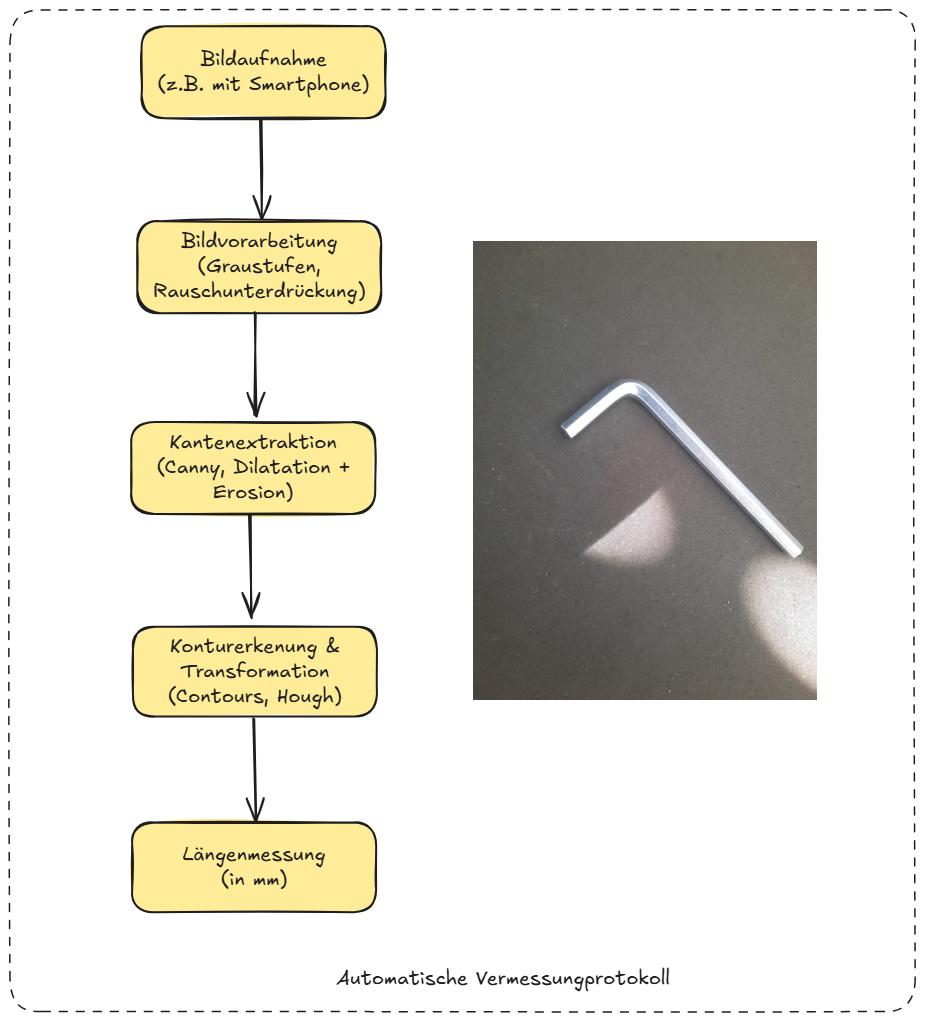 Bildaufnahme
(z.B. mit Smartphone)
Bildvorarbeitung
(Graustufen,
Rauschunterdrückung)
Kantenextraktion
(Canny, Dilatation +
Erosion)
Konturerkenung &
Transformation
(Contours, Hough)
Längenmessung
(in mm)
Automatische Vermessungprotokoll